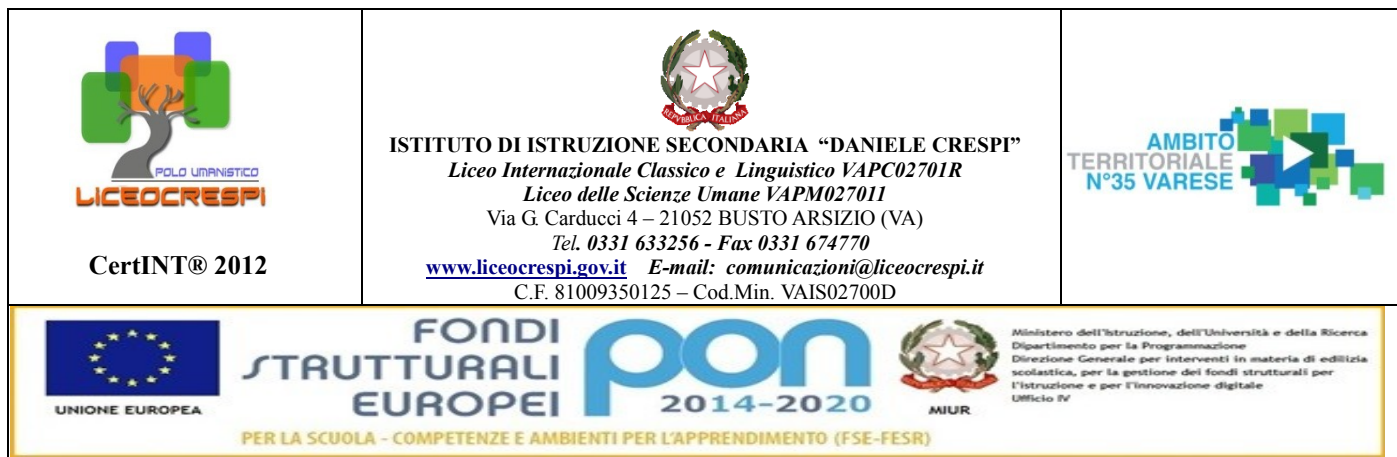 POLO UMANISTICO
LICEOCRESPI
CertINT® 2012
REPVBBLICA ITALIANA
ISTITUTO DI ISTRUZIONE SECONDARIA “DANIELE CRESPI”
Liceo Internazionale Classico e Linguistico VAPC02701R
Liceo delle Scienze Umane VAPM027011
Via G. Carducci 4 – 21052 BUSTO ARSIZIO (VA)
Tel. 0331 633256 - Fax 0331 674770
www.liceocrespi.gov.it E-mail: comunicazioni@liceocrespi.it
C.F. 81009350125 – Cod.Min. VAIS02700D
AMBITO
TERRITORIALE
N°35 VARESE
UNIONE EUROPEA
FONDI
STRUTTURALI
EUROPEI
pon
2014-2020
MIUR
Ministero dell'Istruzione, dell'Università e della Ricerca
Dipartimento per la Programmazione
Direzione Generale per interventi in materia di edilizia
scolastica, per la gestione dei fondi strutturali per
l'istruzione e per l'innovazione digitale
Ufficio IV
PER LA SCUOLA - COMPETENZE E AMBIENTI PER L'APPRENDIMENTO (FSE-FESR)